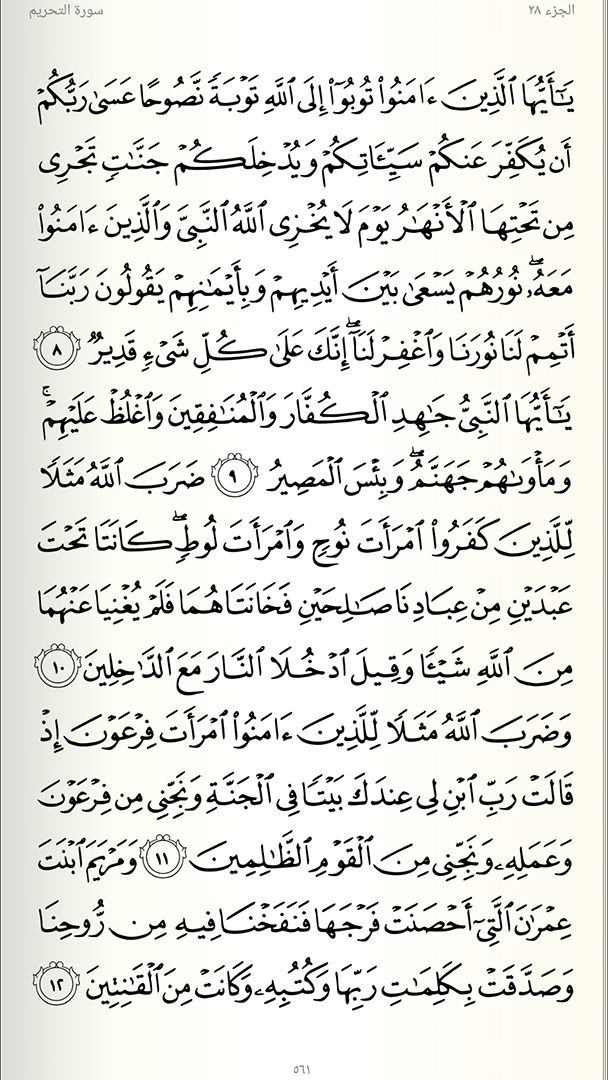 الجزء ٢٨
سورة التحريم
يَٰٓأَيُّهَا ٱلَّذِينَ ءَامَنُوا۟ تُوبُوٓا۟ إِلَى ٱللَّهِ تَوْبَةً نَّصُوحًا عَسَىٰ رَبُّكُمْ
أَن يُكَفِّرَ عَنكُمْ سَيِّـَٔاتِكُمْ وَيُدْخِلَكُمْ جَنَّٰتٍ تَجْرِى
مِن تَحْتِهَا ٱلْأَنْهَٰرُ يَوْمَ لَا يُخْزِى ٱللَّهُ ٱلنَّبِىَّ وَٱلَّذِينَ ءَامَنُوا۟
مَعَهُۥ ۖ نُورُهُمْ يَسْعَىٰ بَيْنَ أَيْدِيهِمْ وَبِأَيْمَٰنِهِمْ يَقُولُونَ رَبَّنَآ
أَتْمِمْ لَنَا نُورَنَا وَٱغْفِرْ لَنَآ ۖ إِنَّكَ عَلَىٰ كُلِّ شَىْءٍ قَدِيرٌ ٨
يَٰٓأَيُّهَا ٱلنَّبِىُّ جَٰهِدِ ٱلْكُفَّارَ وَٱلْمُنَٰفِقِينَ وَٱغْلُظْ عَلَيْهِمْ ۚ
وَمَأْوَىٰهُمْ جَهَنَّمُ ۖ وَبِئْسَ ٱلْمَصِيرُ ٩ ضَرَبَ ٱللَّهُ مَثَلًا
لِّلَّذِينَ كَفَرُوا۟ ٱمْرَأَتَ نُوحٍ وَٱمْرَأَتَ لُوطٍ ۖ كَانَتَا تَحْتَ
عَبْدَيْنِ مِنْ عِبَادِنَا صَٰلِحَيْنِ فَخَانَتَاهُمَا فَلَمْ يُغْنِيَا عَنْهُمَا
مِنَ ٱللَّهِ شَيْـًٔا وَقِيلَ ٱدْخُلَا ٱلنَّارَ مَعَ ٱلدَّٰخِلِينَ ١٠
وَضَرَبَ ٱللَّهُ مَثَلًا لِّلَّذِينَ ءَامَنُوا۟ ٱمْرَأَتَ فِرْعَوْنَ إِذْ
قَالَتْ رَبِّ ٱبْنِ لِى عِندَكَ بَيْتًا فِى ٱلْجَنَّةِ وَنَجِّنِى مِن فِرْعَوْنَ
وَعَمَلِهِۦ وَنَجِّنِى مِنَ ٱلْقَوْمِ ٱلظَّٰلِمِينَ ١١ وَمَرْيَمَ ٱبْنَتَ
عِمْرَٰنَ ٱلَّتِىٓ أَحْصَنَتْ فَرْجَهَا فَنَفَخْنَا فِيهِ مِن رُّوحِنَا
وَصَدَّقَتْ بِكَلِمَٰتِ رَبِّهَا وَكُتُبِهِۦ وَكَانَتْ مِنَ ٱلْقَٰنِتِينَ ١٢
٥٦١